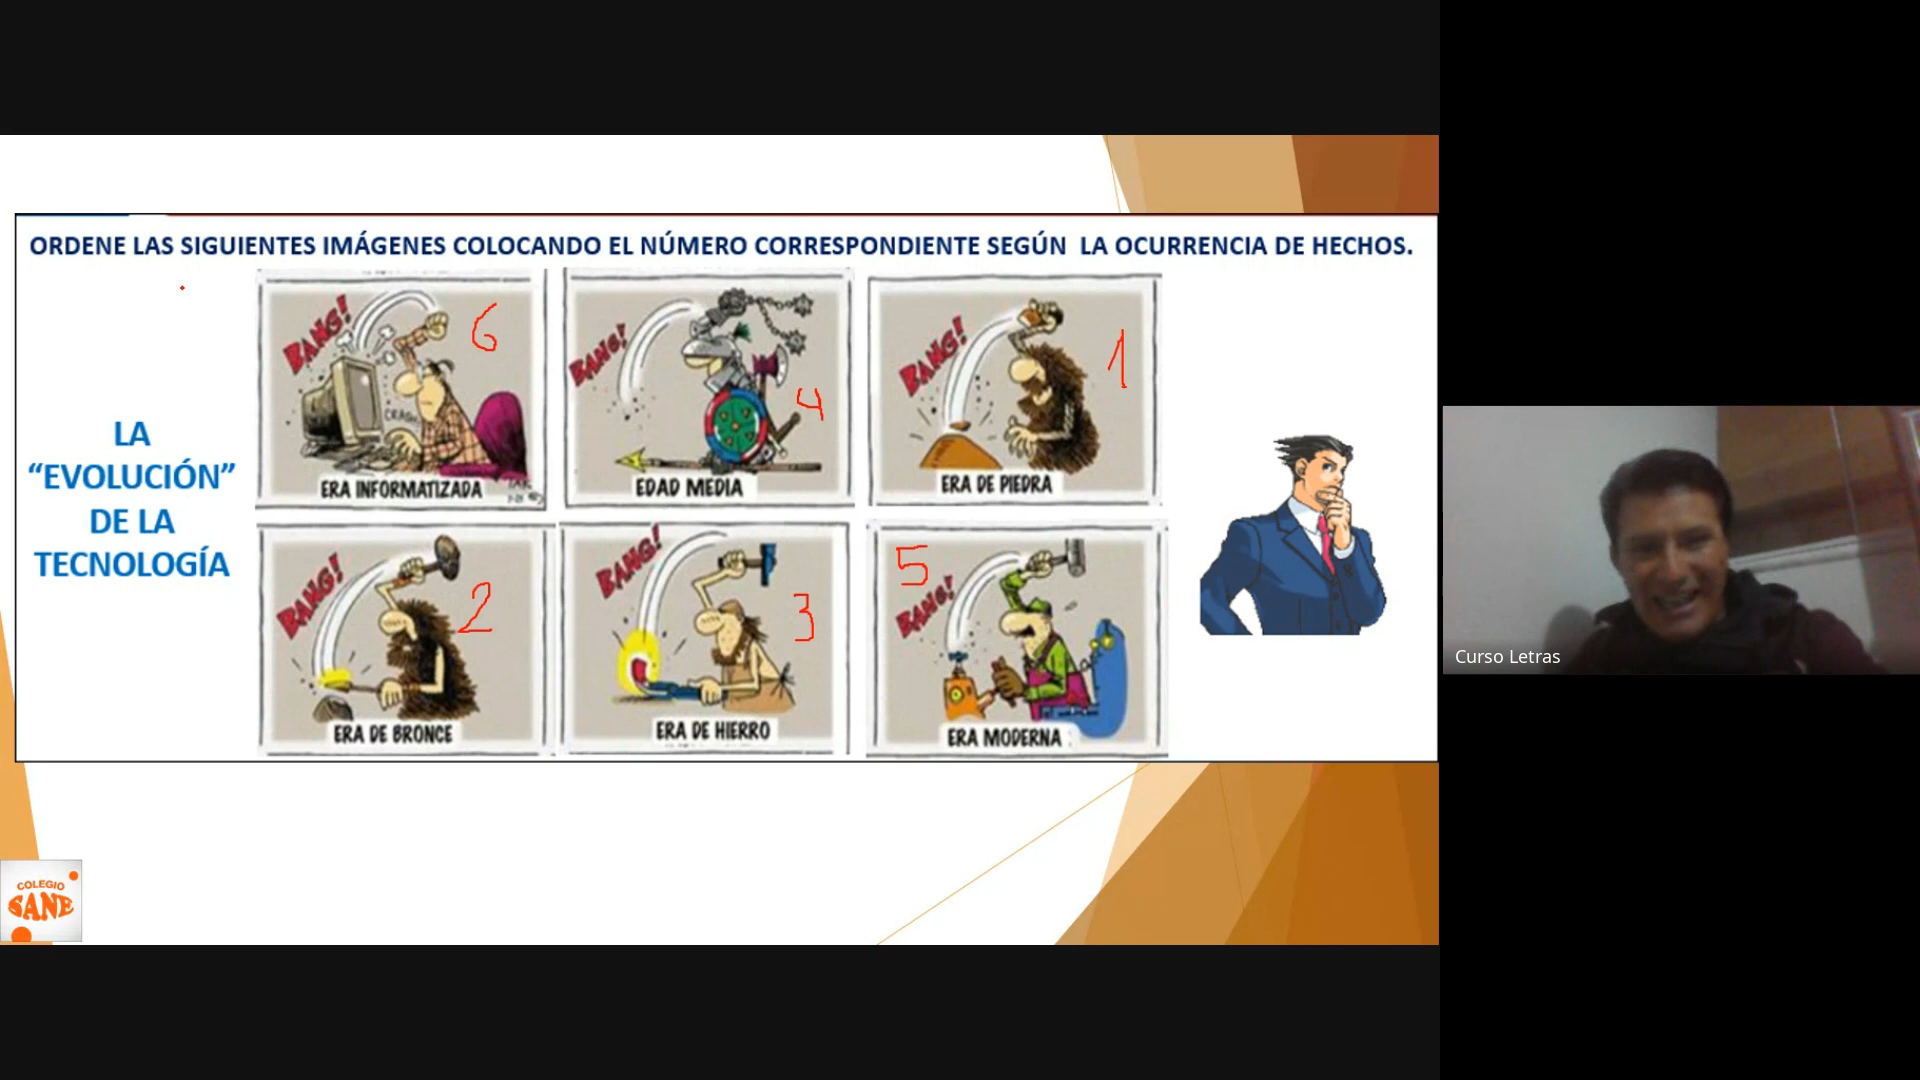 ORDENE LAS SIGUIENTES IMÁGENES COLOCANDO EL NÚMERO CORRESPONDIENTE SEGÚN LA OCURRENCIA DE HECHOS.
LA
“EVOLUCIÓN”
DE LA
TECNOLOGÍA
BANG!
6
CRASH
ERA INFORMATIZADA
BANG!
4
EDAD MEDIA
BANG!
1
ERA DE PIEDRA
BANG!
2
ERA DE BRONCE
BANG!
3
ERA DE HIERRO
5
BANG!
ERA MODERNA
Curso Letras
COLEGIO
SANE